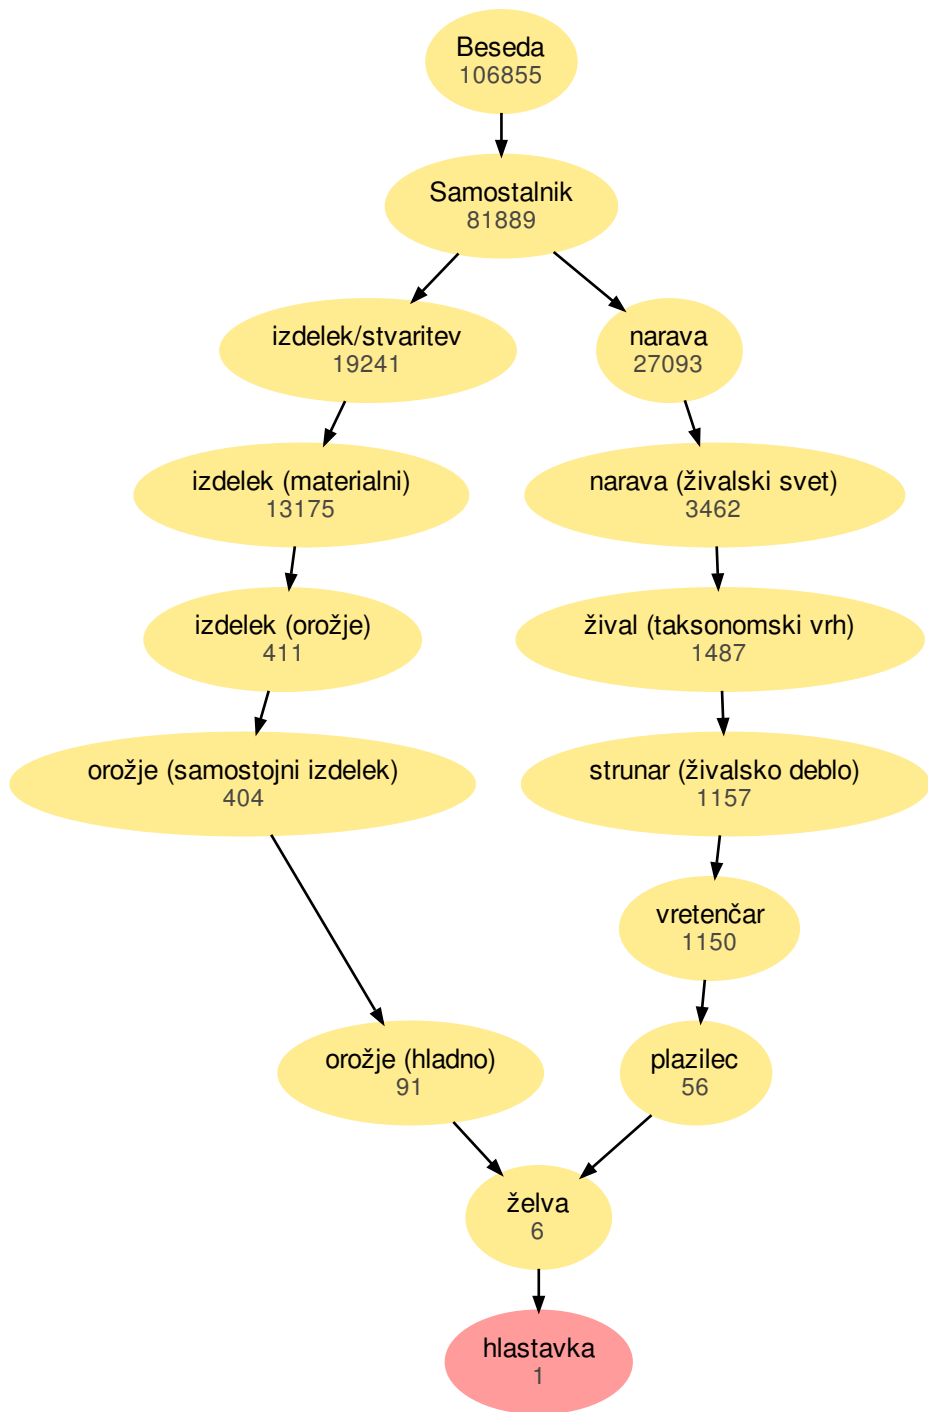 Beseda
106855
Samostalnik
81889
izdelek/stvaritev
19241
narava
27093
izdelek (materialni)
13175
narava (živalski svet)
3462
izdelek (orožje)
411
žival (taksonomski vrh)
1487
orožje (samostojni izdelek)
404
strunar (živalsko deblo)
1157
vretenčar
1150
orožje (hladno)
91
plazilec
56
želva
6
hlastavka
1